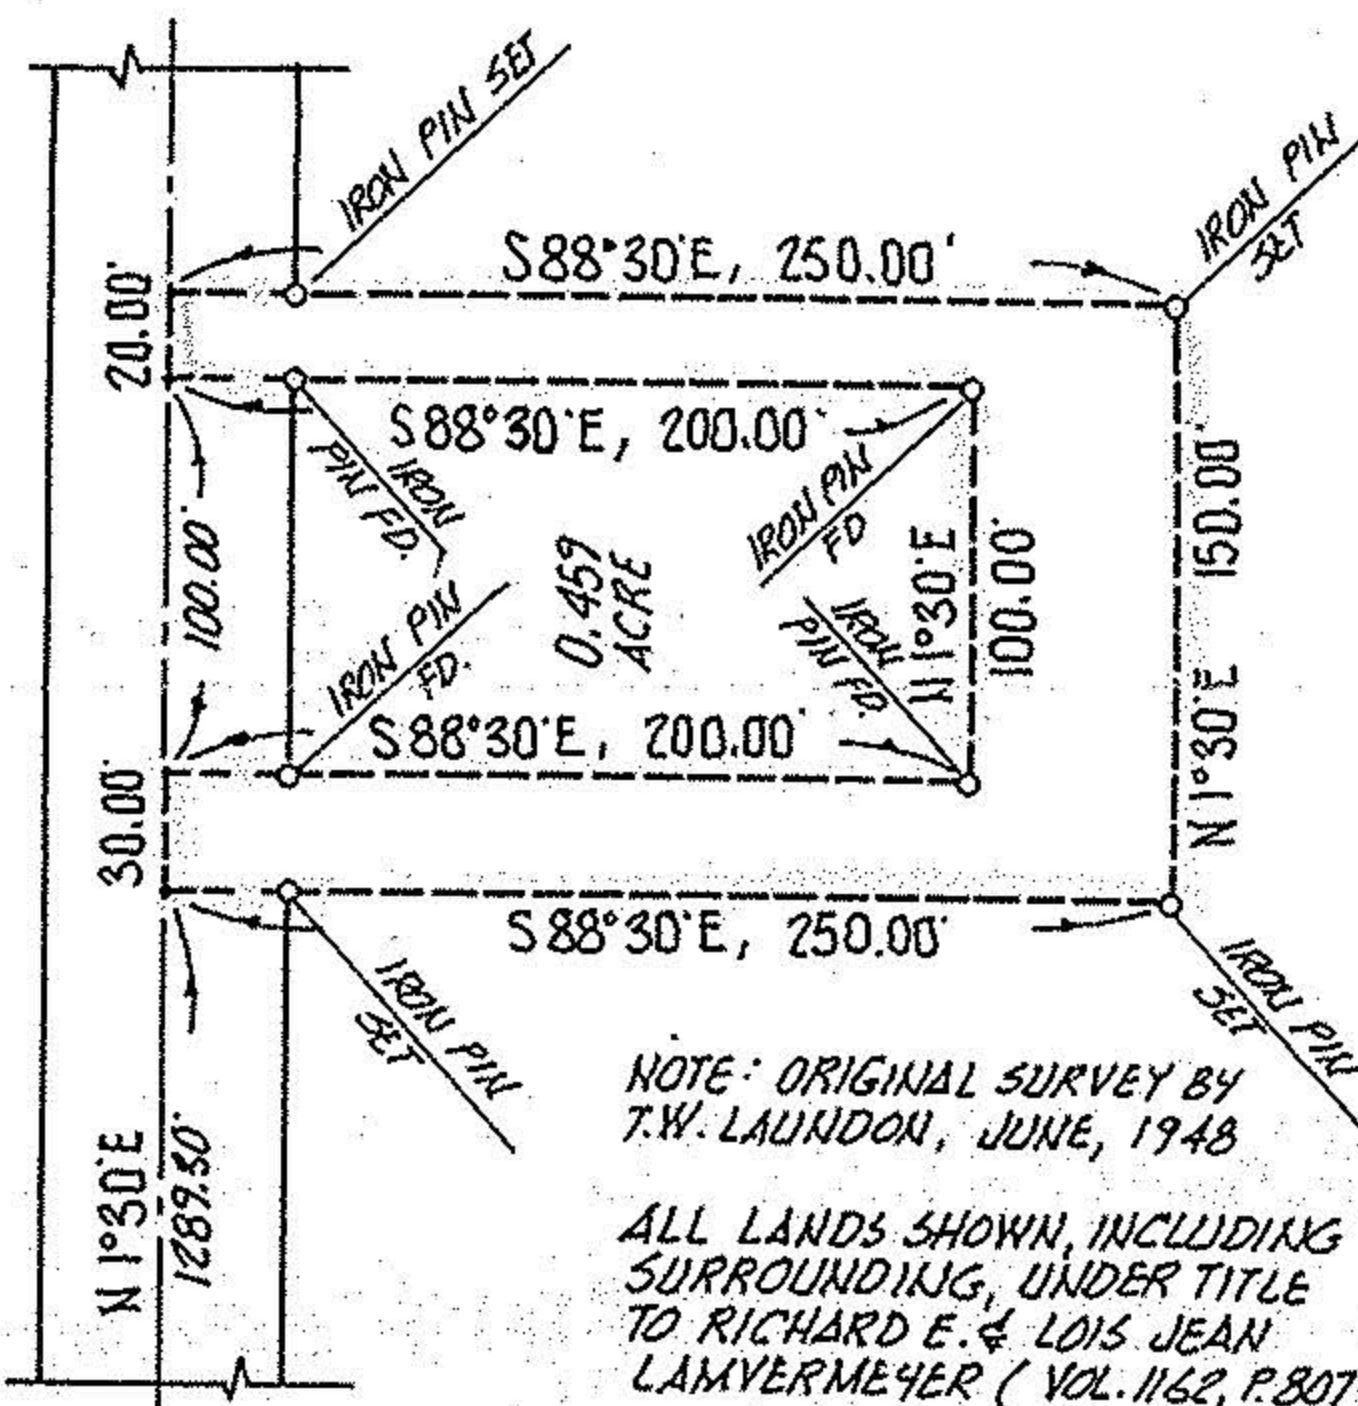 IRON PIN SET
IRON PIN
SET
S88°30'E, 250.00'
20.00'
S88°30'E, 200.00'
IRON
PIN FD.
IRON PIN
FD
100.00'
0.459
ACRE
N 1°30'E
100.00'
N 1°30'E 150.00'
IRON PIN
FD.
IRON
PIN FD.
S88°30'E, 200.00'
30.00'
S88°30'E, 250.00'
IRON PIN
SET
IRON PIN
SET
N 1°30'E
1289.50'
NOTE: ORIGINAL SURVEY BY
T.W. LAUNDON, JUNE, 1948
ALL LANDS SHOWN, INCLUDING
SURROUNDING, UNDER TITLE
TO RICHARD E. & LOIS JEAN
LAMVERMEYER ( VOL. 1162, P. 807